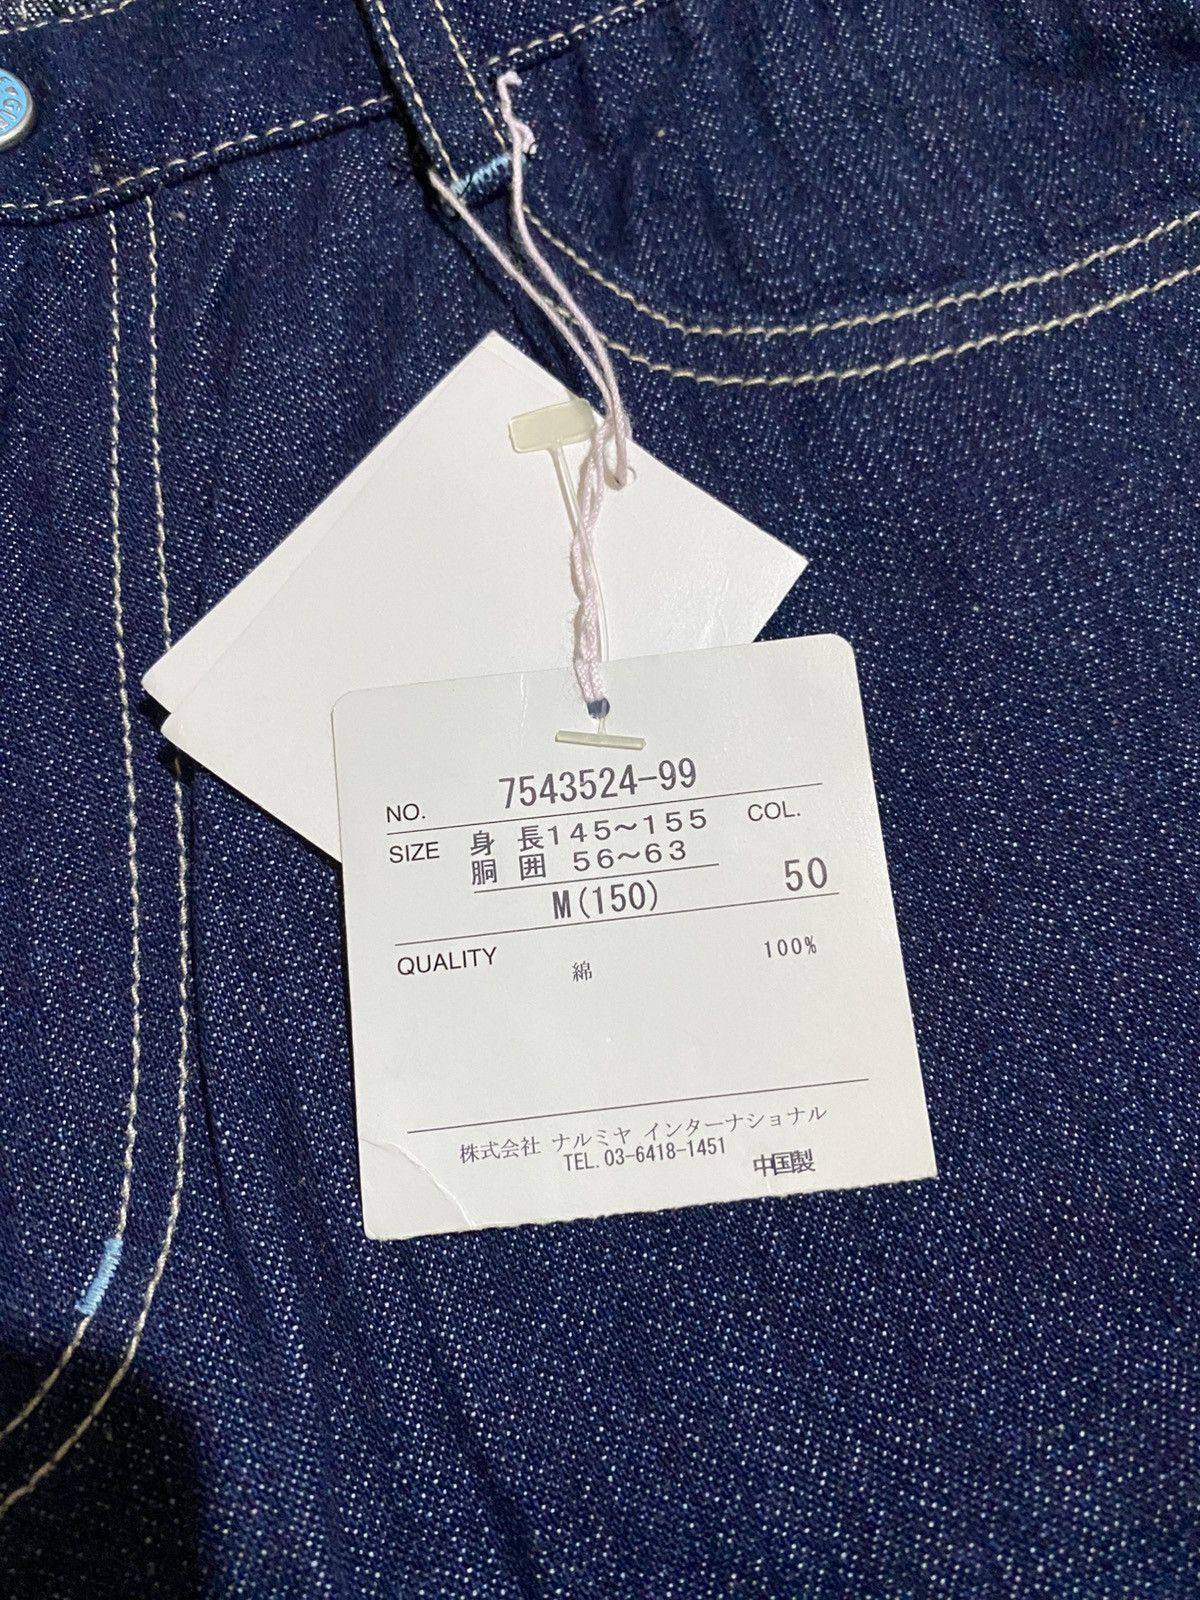 NO. 7543524-99
SIZE 身長145～155 COL.
胴囲 56～63
M(150) 50
QUALITY 綿 100%
株式会社 ナルミヤ インターナショナル
TEL.03-6418-1451 中国製